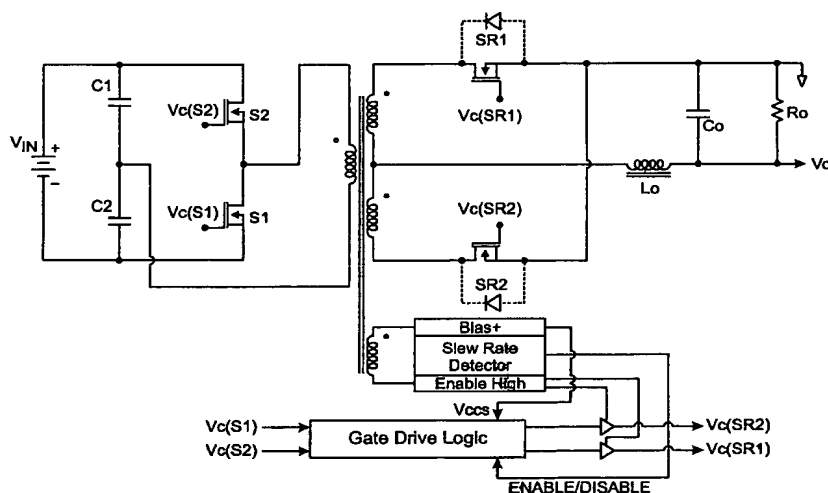 SR1
C1
Vc(S2)
S2
Vc(SR1)
Co
Ro
VIN
+
−
Vo
Lo
C2
Vc(S1)
S1
Vc(SR2)
SR2
Bias+
Slew Rate
Detector
Enable High
Vccs
Vc(S1)
Vc(S2)
Gate Drive Logic
Vc(SR2)
Vc(SR1)
ENABLE/DISABLE